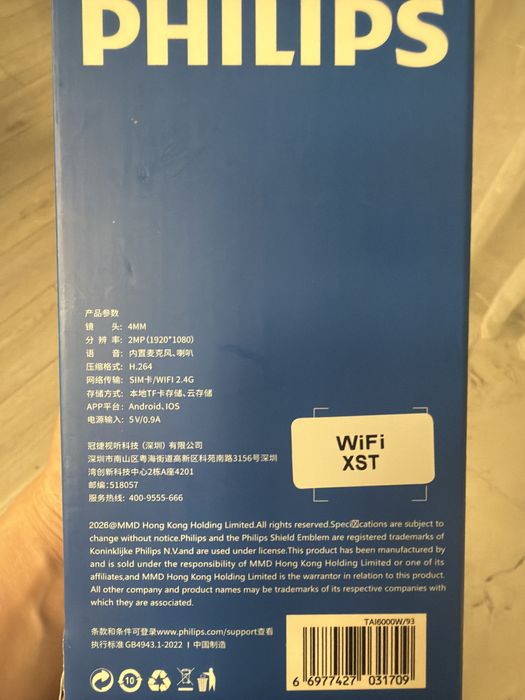 PHILIPS
产品参数
镜 头: 4MM
分 辨 率: 2MP (1920*1080)
语 音: 内置麦克风、喇叭
压缩格式: H.264
网络传输: SIM卡/WIFI 2.4G
存储方式: 本地TF卡存储、云存储
APP平台: Android、IOS
电源输入: 5V/0.9A
冠捷视听科技 (深圳) 有限公司
深圳市南山区粤海街道高新区科苑南路3156号深圳
湾创新科技中心2栋A座4201
邮编: 518057
服务热线: 400-9555-666
WiFi
XST
2026@MMD Hong Kong Holding Limited.All rights reserved.Specifications are subject to
change without notice.Philips and the Philips Shield Emblem are registered trademarks of
Koninklijke Philips N.V.and are used under license.This product has been manufactured by
and is sold under the responsibility of MMD Hong Kong Holding Limited or one of its
affiliates,and MMD Hong Kong Holding Limited is the warrantor in relation to this product.
All other company and product names may be trademarks of its respective companies with
which they are associated.
条款和条件可登录www.philips.com/support查看
执行标准 GB4943.1-2022 | 中国制造
10
TAI6000W/93
6 977427 031709